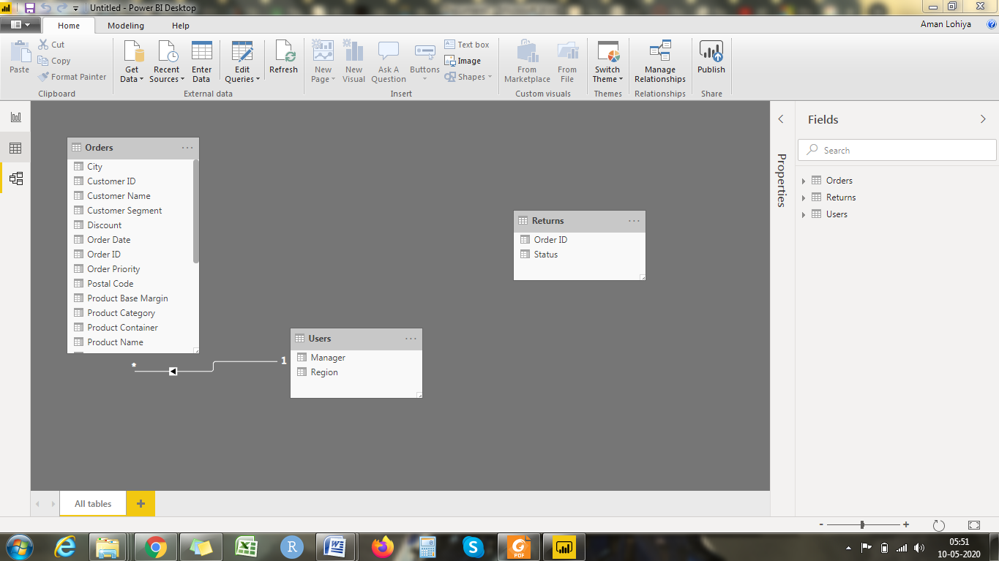 Untitled - Power BI Desktop
Home Modeling Help
Aman Lohiya
Paste
Cut
Copy
Format Painter
Clipboard
Get Data
Recent Sources
Enter Data
Edit Queries
Refresh
External data
New Page
New Visual
Ask A Question
Buttons
Text box
Image
Shapes
Insert
From Marketplace
From File
Custom visuals
Switch Theme
Themes
Manage Relationships
Relationships
Publish
Share
Orders
City
Customer ID
Customer Name
Customer Segment
Discount
Order Date
Order ID
Order Priority
Postal Code
Product Base Margin
Product Category
Product Container
Product Name
* 1
Users
Manager
Region
Returns
Order ID
Status
Properties
Fields
Search
Orders
Returns
Users
All tables +
- +
R
W
S
PDF
05:51
10-05-2020